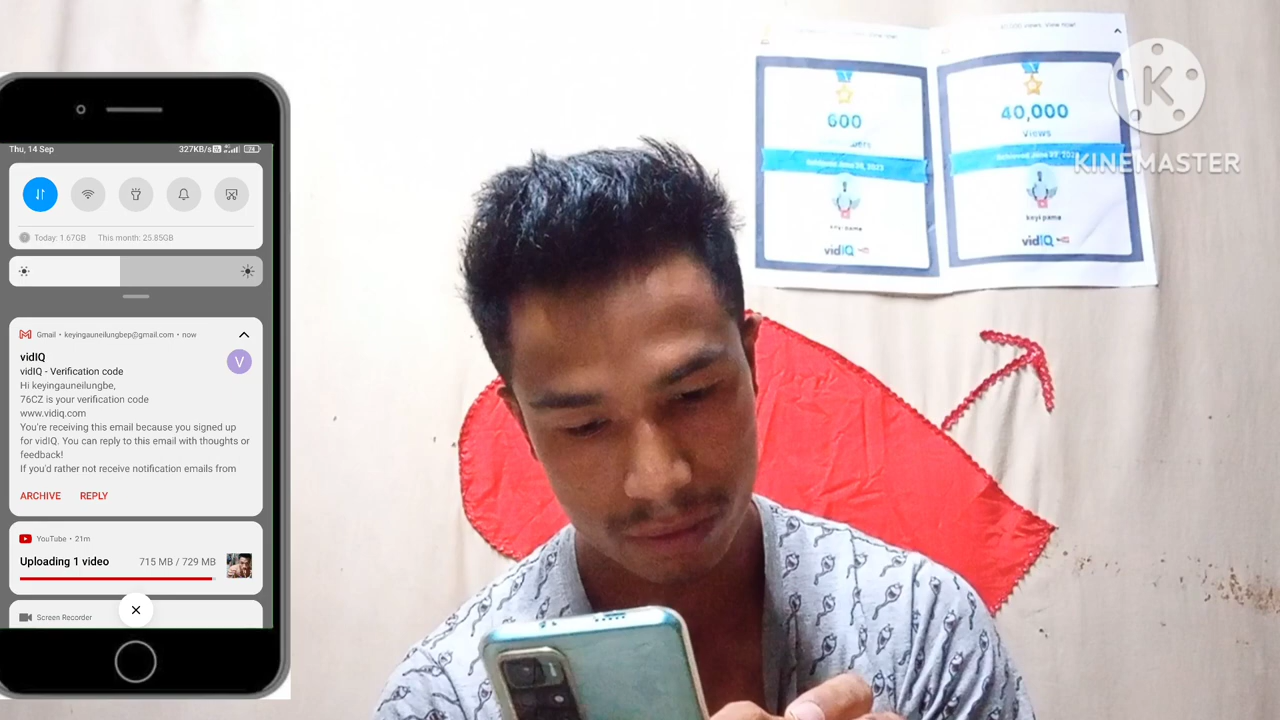 Thu, 14 Sep
327KB/s
Today: 1.67GB This month: 25.85GB
Gmail • keyingauneilungbep@gmail.com • now
vidIQ
V
vidIQ - Verification code
Hi keyingauneilungbe,
76CZ is your verification code
www.vidiq.com
You're receiving this email because you signed up
for vidIQ. You can reply to this email with thoughts or
feedback!
If you'd rather not receive notification emails from
ARCHIVE REPLY
YouTube • 21m
Uploading 1 video 715 MB / 729 MB
Screen Recorder
600
vidIQ
40,000
Views
keyi pame
vidIQ
K
KINEMASTER